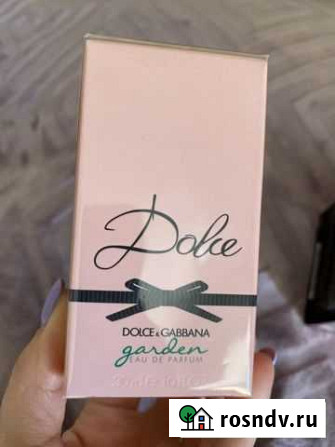 Dolce
DOLCE & GABBANA
garden
EAU DE PARFUM
rosndv.ru